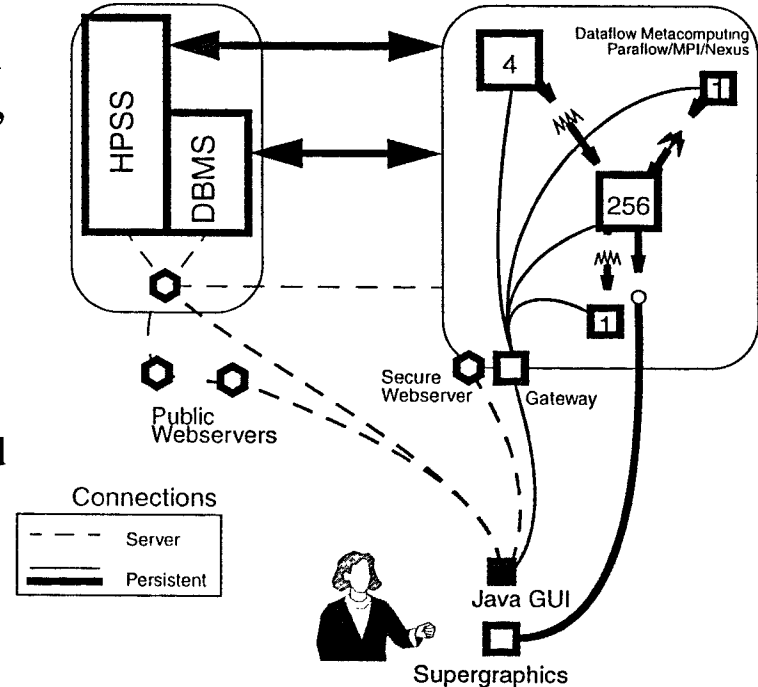 Dataflow Metacomputing
Paraflow/MPI/Nexus
HPSS
DBMS
4
1
256
1
Secure
Webserver
Gateway
Public
Webservers
Connections
Server
Persistent
Java GUI
Supergraphics